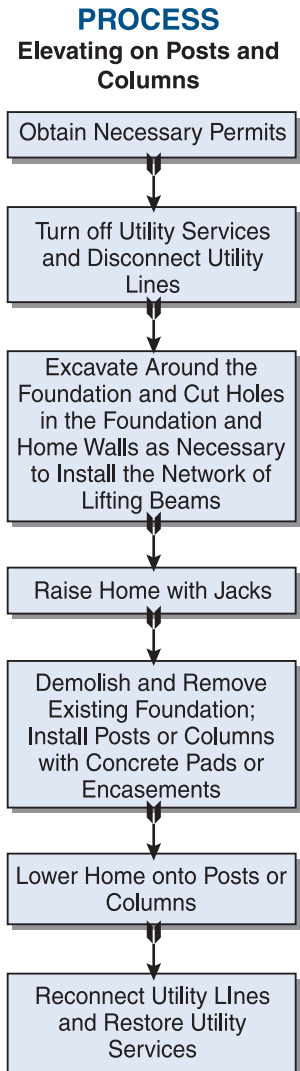 PROCESS
Elevating on Posts and
Columns
Obtain Necessary Permits
Turn off Utility Services
and Disconnect Utility
Lines
Excavate Around the
Foundation and Cut Holes
in the Foundation and
Home Walls as Necessary
to Install the Network of
Lifting Beams
Raise Home with Jacks
Demolish and Remove
Existing Foundation;
Install Posts or Columns
with Concrete Pads or
Encasements
Lower Home onto Posts or
Columns
Reconnect Utility LInes
and Restore Utility
Services